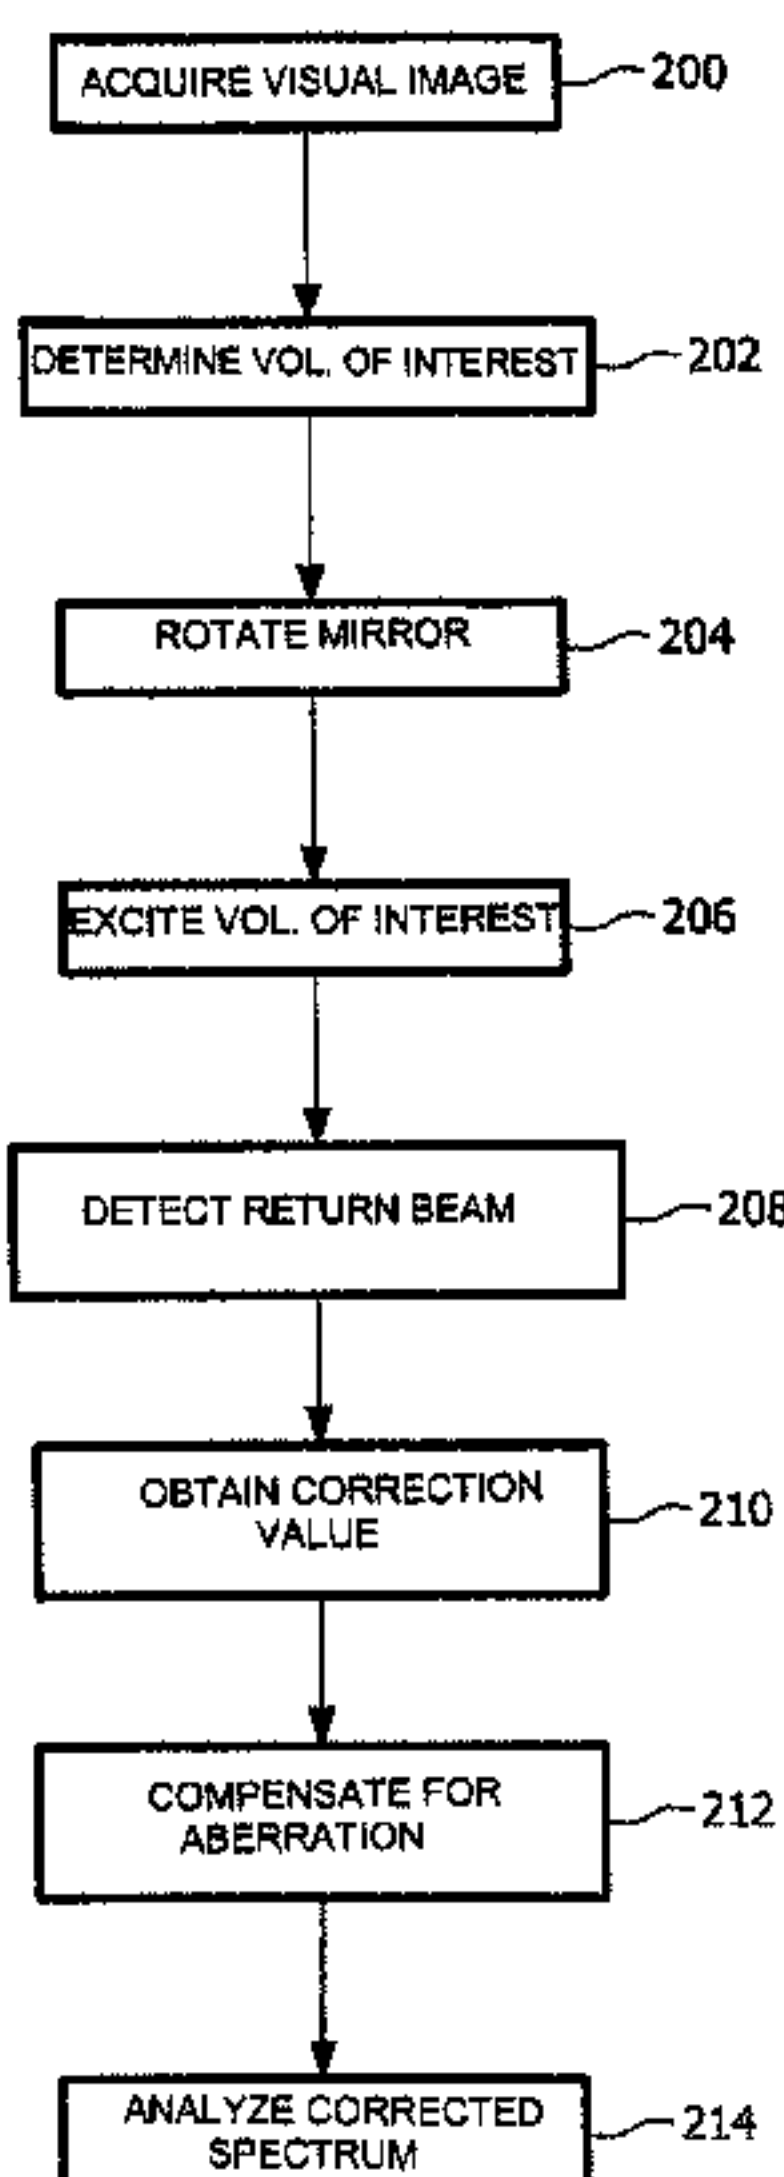 ACQUIRE VISUAL IMAGE 200
DETERMINE VOL. OF INTEREST 202
ROTATE MIRROR 204
EXCITE VOL. OF INTEREST 206
DETECT RETURN BEAM 208
OBTAIN CORRECTION
VALUE 210
COMPENSATE FOR
ABERRATION 212
ANALYZE CORRECTED
SPECTRUM 214